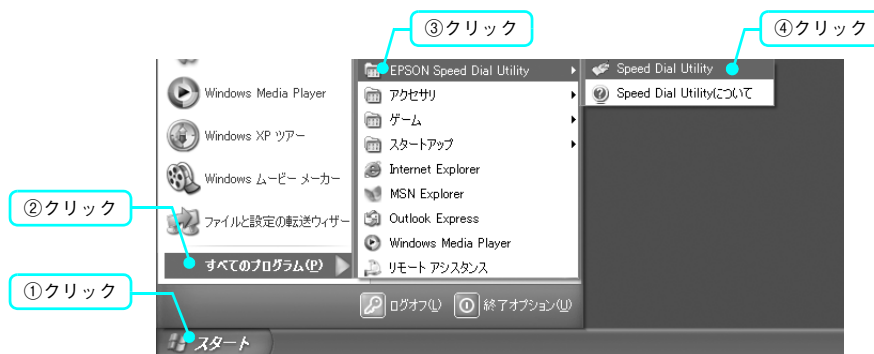 ③クリック
④クリック
EPSON Speed Dial Utility
Speed Dial Utility
Windows Media Player
アクセサリ
Speed Dial Utilityについて
ゲーム
Windows XP ツアー
スタートアップ
Internet Explorer
Windows ムービー メーカー
MSN Explorer
②クリック
ファイルと設定の転送ウィザー
Outlook Express
Windows Media Player
すべてのプログラム(P)
リモート アシスタンス
①クリック
ログオフ(L)
終了オプション(U)
スタート